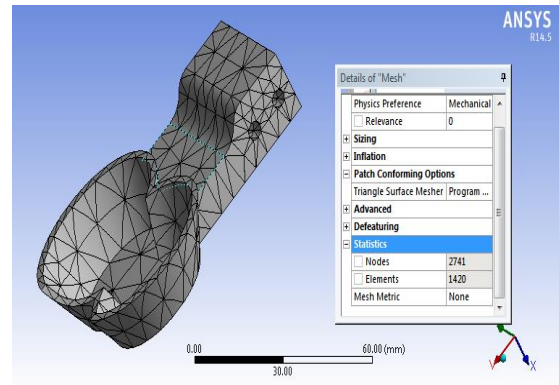 ANSYS
R14.5
Details of "Mesh"
Physics Preference Mechanical
Relevance 0
Sizing
Inflation
Patch Conforming Options
Triangle Surface Mesher Program ...
Advanced
Defeaturing
Statistics
Nodes 2741
Elements 1420
Mesh Metric None
0.00 60.00 (mm)
30.00
Y X